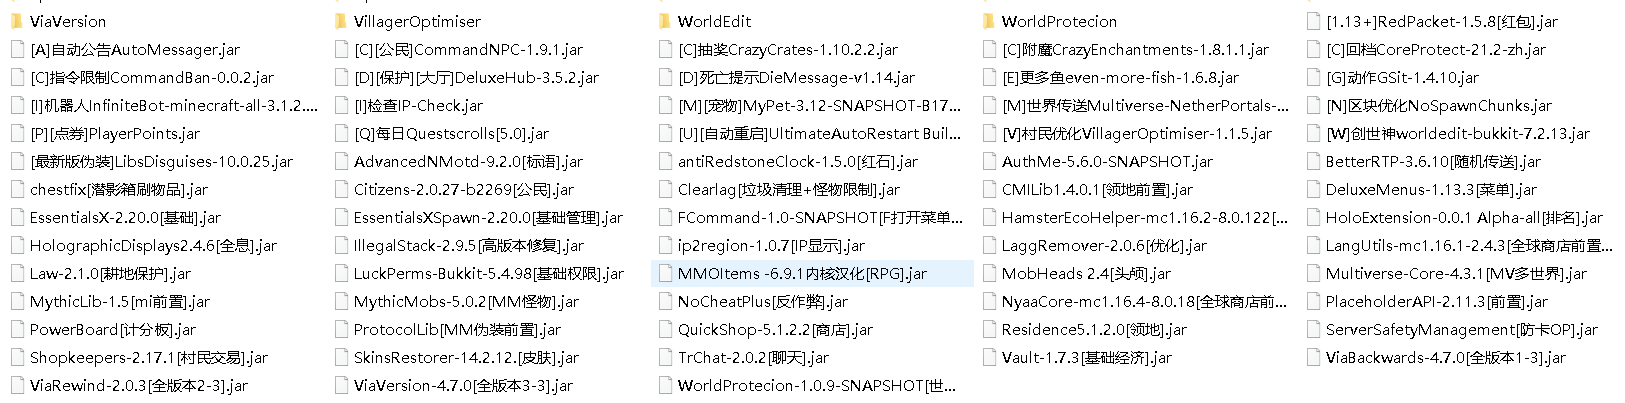 ViaVersion
VillagerOptimiser
WorldEdit
WorldProtecion
[1.13+]RedPacket-1.5.8[红包].jar
[A]自动公告AutoMessager.jar
[C][公民]CommandNPC-1.9.1.jar
[C]抽奖CrazyCrates-1.10.2.2.jar
[C]附魔CrazyEnchantments-1.8.1.1.jar
[C]回档CoreProtect-21.2-zh.jar
[C]指令限制CommandBan-0.0.2.jar
[D][保护][大厅]DeluxeHub-3.5.2.jar
[D]死亡提示DieMessage-v1.14.jar
[E]更多鱼even-more-fish-1.6.8.jar
[G]动作GSit-1.4.10.jar
[I]机器人InfiniteBot-minecraft-all-3.1.2....
[I]检查IP-Check.jar
[M][宠物]MyPet-3.12-SNAPSHOT-B17...
[M]世界传送Multiverse-NetherPortals-...
[N]区块优化NoSpawnChunks.jar
[P][点券]PlayerPoints.jar
[Q]每日Questscrolls[5.0].jar
[U][自动重启]UltimateAutoRestart Buil...
[V]村民优化VillagerOptimiser-1.1.5.jar
[W]创世神worldedit-bukkit-7.2.13.jar
[最新版伪装]LibsDisguises-10.0.25.jar
AdvancedNMotd-9.2.0[标语].jar
antiRedstoneClock-1.5.0[红石].jar
AuthMe-5.6.0-SNAPSHOT.jar
BetterRTP-3.6.10[随机传送].jar
chestfix[潜影箱刷物品].jar
Citizens-2.0.27-b2269[公民].jar
Clearlag[垃圾清理+怪物限制].jar
CMILib1.4.0.1[领地前置].jar
DeluxeMenus-1.13.3[菜单].jar
EssentialsX-2.20.0[基础].jar
EssentialsXSpawn-2.20.0[基础管理].jar
FCommand-1.0-SNAPSHOT[F打开菜单...
HamsterEcoHelper-mc1.16.2-8.0.122[...
HoloExtension-0.0.1 Alpha-all[排名].jar
HolographicDisplays2.4.6[全息].jar
IllegalStack-2.9.5[高版本修复].jar
ip2region-1.0.7[IP显示].jar
LaggRemover-2.0.6[优化].jar
LangUtils-mc1.16.1-2.4.3[全球商店前置...
Law-2.1.0[耕地保护].jar
LuckPerms-Bukkit-5.4.98[基础权限].jar
MMOItems -6.9.1内核汉化[RPG].jar
MobHeads 2.4[头颅].jar
Multiverse-Core-4.3.1[MV多世界].jar
MythicLib-1.5[mi前置].jar
MythicMobs-5.0.2[MM怪物].jar
NoCheatPlus[反作弊].jar
NyaaCore-mc1.16.4-8.0.18[全球商店前...
PlaceholderAPI-2.11.3[前置].jar
PowerBoard[计分板].jar
ProtocolLib[MM伪装前置].jar
QuickShop-5.1.2.2[商店].jar
Residence5.1.2.0[领地].jar
ServerSafetyManagement[防卡OP].jar
Shopkeepers-2.17.1[村民交易].jar
SkinsRestorer-14.2.12.[皮肤].jar
TrChat-2.0.2[聊天].jar
Vault-1.7.3[基础经济].jar
ViaBackwards-4.7.0[全版本1-3].jar
ViaRewind-2.0.3[全版本2-3].jar
ViaVersion-4.7.0[全版本3-3].jar
WorldProtecion-1.0.9-SNAPSHOT[世...